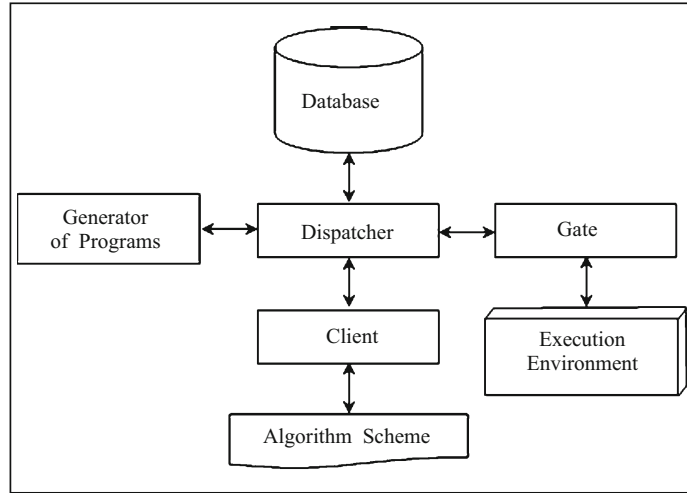 Database
Generator
of Programs
Dispatcher
Gate
Client
Execution
Environment
Algorithm Scheme